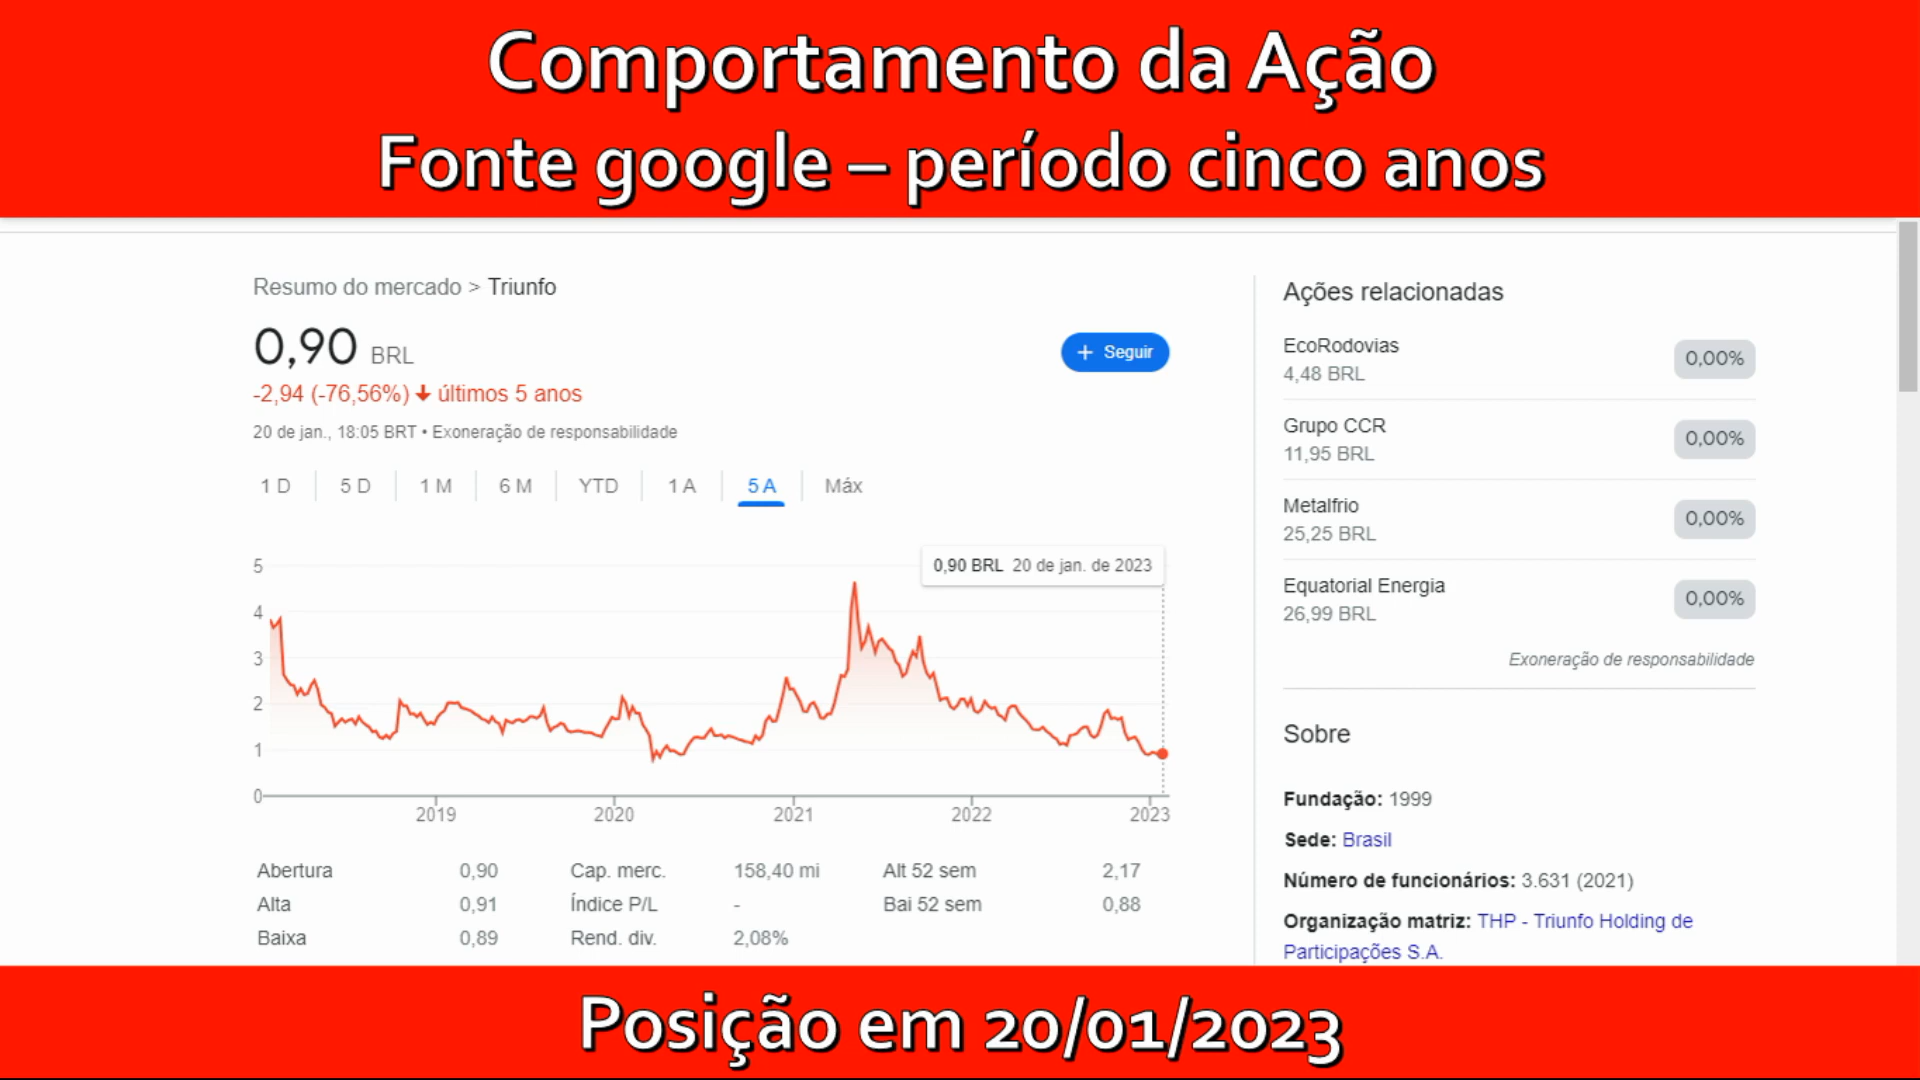 Comportamento da Ação
Fonte google – período cinco anos
Resumo do mercado > Triunfo
0,90 BRL
+ Seguir
-2,94 (-76,56%) ↓ últimos 5 anos
20 de jan., 18:05 BRT • Exoneração de responsabilidade
1 D 5 D 1 M 6 M YTD 1 A 5 A Máx
0,90 BRL 20 de jan. de 2023
5
4
3
2
1
0
2019 2020 2021 2022 2023
Abertura 0,90 Cap. merc. 158,40 mi Alt 52 sem 2,17
Alta 0,91 Índice P/L - Bai 52 sem 0,88
Baixa 0,89 Rend. div. 2,08%
Ações relacionadas
EcoRodovias
4,48 BRL
0,00%
Grupo CCR
11,95 BRL
0,00%
Metalfrio
25,25 BRL
0,00%
Equatorial Energia
26,99 BRL
0,00%
Exoneração de responsabilidade
Sobre
Fundação: 1999
Sede: Brasil
Número de funcionários: 3.631 (2021)
Organização matriz: THP - Triunfo Holding de
Participações S.A.
Posição em 20/01/2023